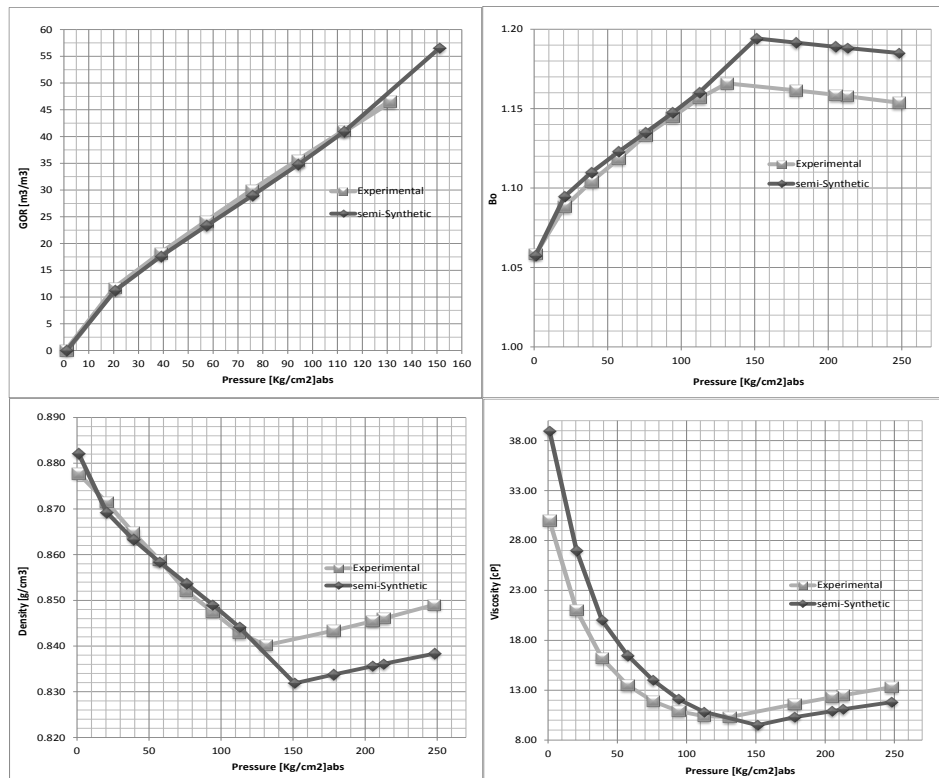 GOR [m3/m3]
60
55
50
45
40
35
30
25
20
15
10
5
0
0 10 20 30 40 50 60 70 80 90 100 110 120 130 140 150 160
Pressure [Kg/cm2]abs
Experimental
semi-Synthetic
Bo
1.20
1.15
1.10
1.05
1.00
0 50 100 150 200 250
Pressure [Kg/cm2]abs
Experimental
semi-Synthetic
Density [g/cm3]
0.890
0.880
0.870
0.860
0.850
0.840
0.830
0.820
0 50 100 150 200 250 300
Pressure [Kg/cm2]abs
Experimental
semi-Synthetic
Viscosity [cP]
38.00
33.00
28.00
23.00
18.00
13.00
8.00
0 50 100 150 200 250
Pressure [Kg/cm2]abs
Experimental
semi-Synthetic